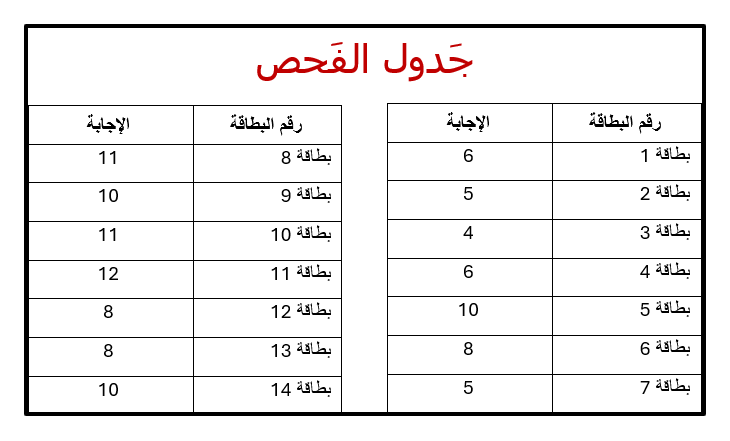 جَدول الفَحص
رقم البطاقة الإجابة
بطاقة 1 6
بطاقة 2 5
بطاقة 3 4
بطاقة 4 6
بطاقة 5 10
بطاقة 6 8
بطاقة 7 5
رقم البطاقة الإجابة
بطاقة 8 11
بطاقة 9 10
بطاقة 10 11
بطاقة 11 12
بطاقة 12 8
بطاقة 13 8
بطاقة 14 10